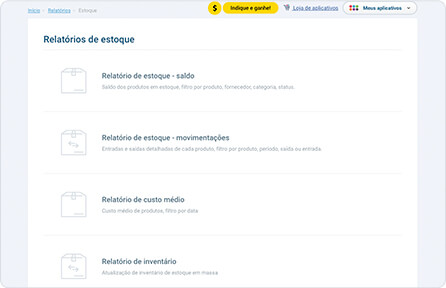 Início Relatórios Estoque
$ Indique e ganhe! Loja de aplicativos Meus aplicativos
Relatórios de estoque
Relatório de estoque - saldo
Saldo dos produtos em estoque, filtro por produto, fornecedor, categoria, status.
Relatório de estoque - movimentações
Entradas e saídas detalhadas de cada produto, filtro por produto, período, saída ou entrada.
Relatório de custo médio
Custo médio de produtos, filtro por data
Relatório de inventário
Atualização de inventário de estoque em massa.